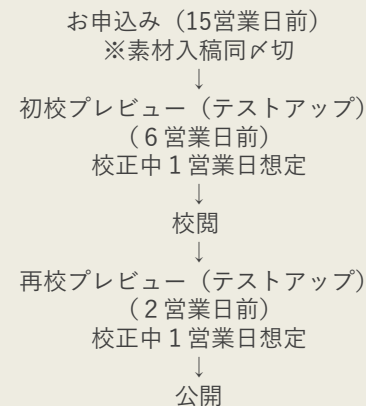 お申込み（15営業日前）
※素材入稿同〆切
↓
初校プレビュー（テストアップ）
（６営業日前）
校正中１営業日想定
↓
校閲
↓
再校プレビュー（テストアップ）
（２営業日前）
校正中１営業日想定
↓
公開